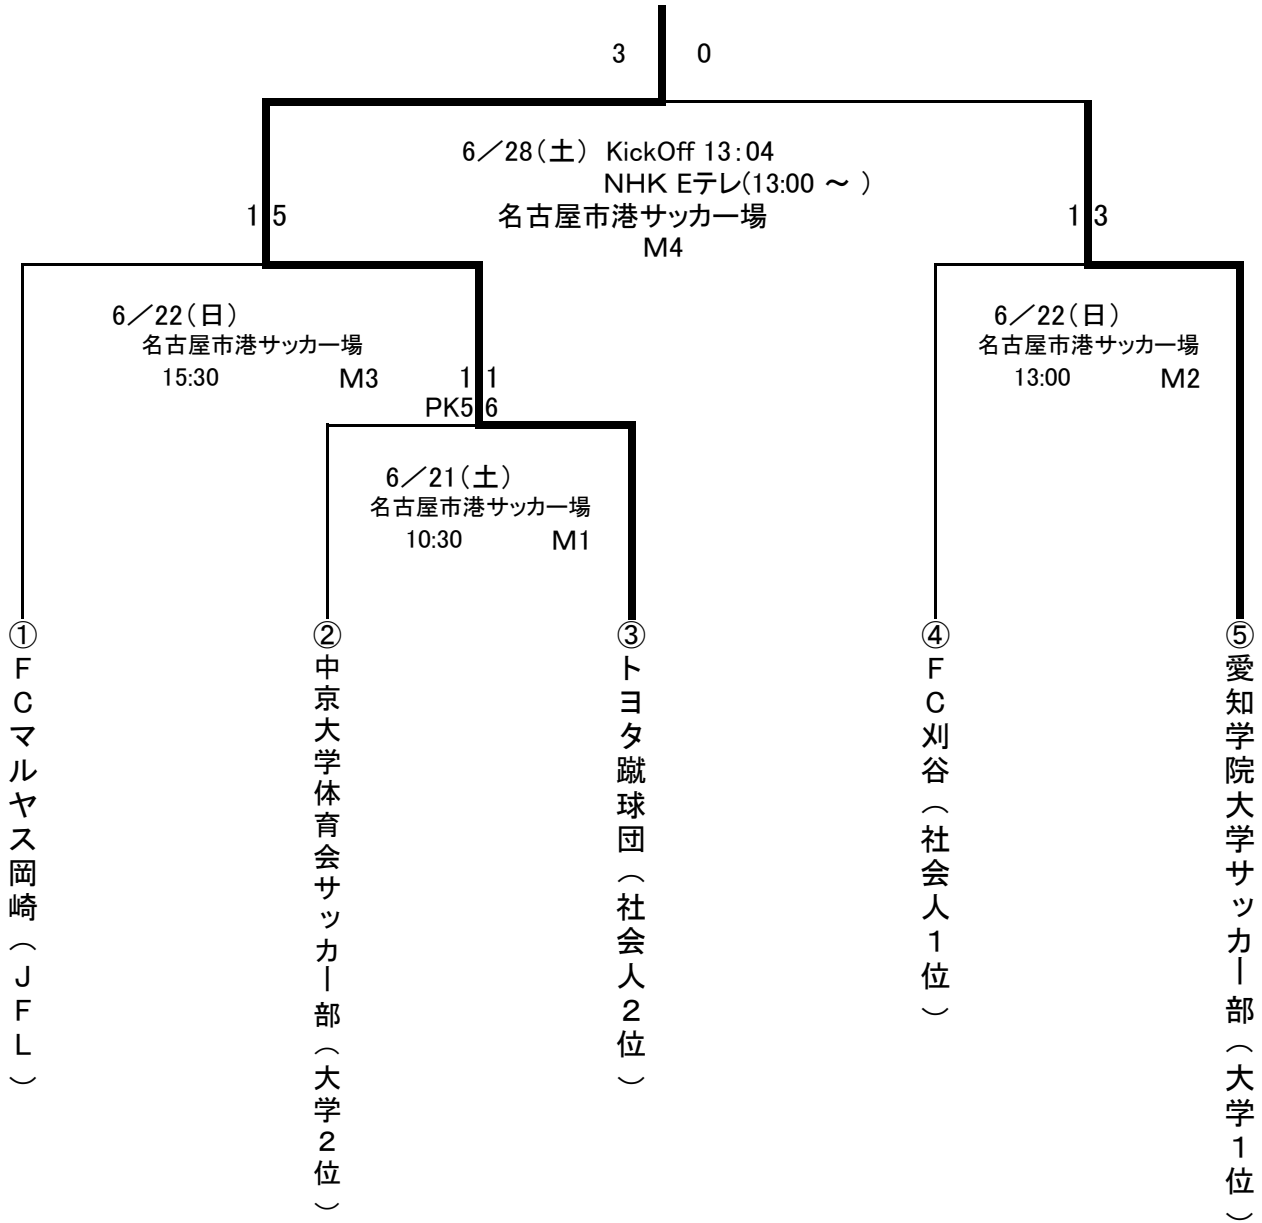 3 0
6／28（土） KickOff 13：04
NHK Eテレ(13:00 ～ )
名古屋市港サッカー場
M4
1 5
1 3
6／22（日）
名古屋市港サッカー場
15:30 M3
6／22（日）
名古屋市港サッカー場
13:00 M2
1 1
PK5 6
6／21（土）
名古屋市港サッカー場
10:30 M1
①FCマルヤス岡崎（JFL）
②中京大学体育会サッカー部（大学2位）
③トヨタ蹴球団（社会人2位）
④FC刈谷（社会人1位）
⑤愛知学院大学サッカー部（大学1位）